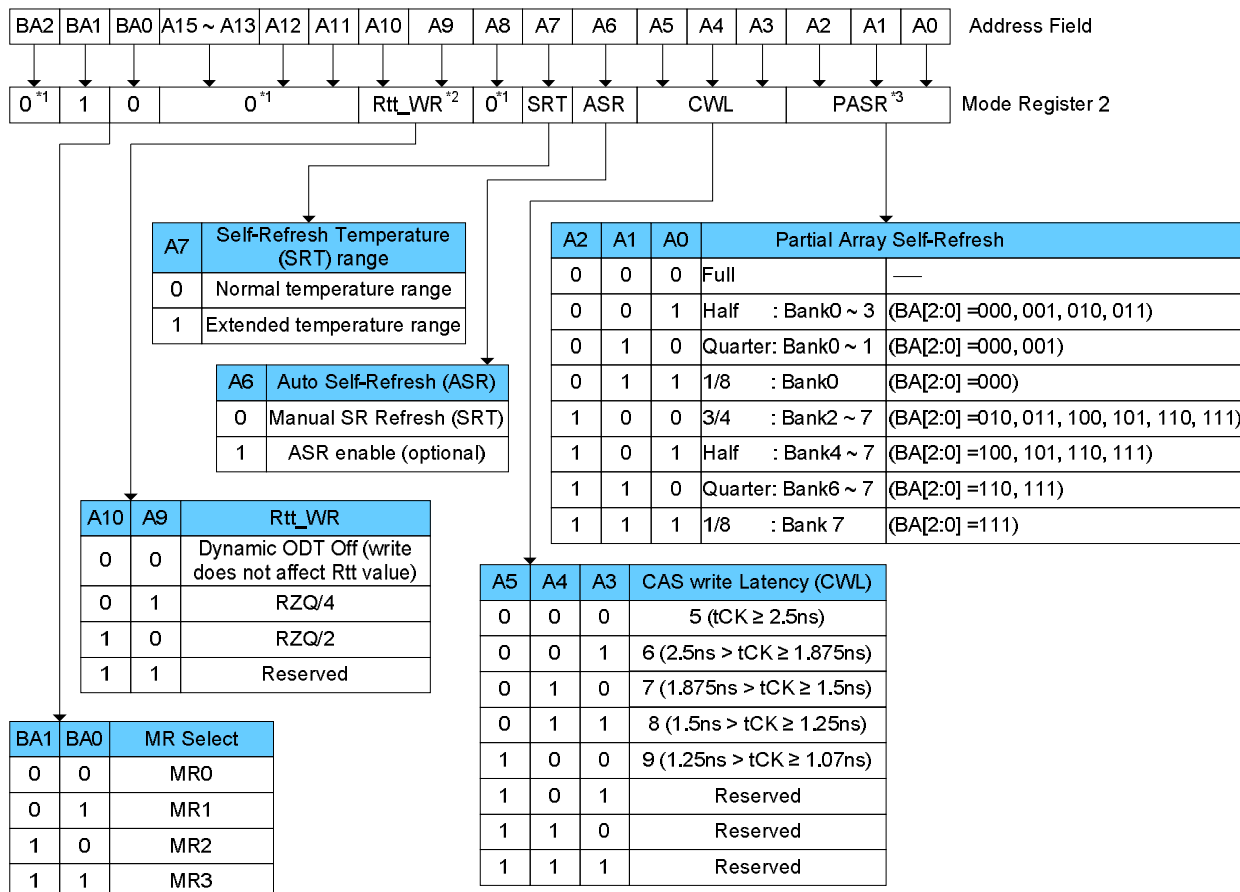 BA2 BA1 BA0 A15 ~ A13 A12 A11 A10 A9 A8 A7 A6 A5 A4 A3 A2 A1 A0 Address Field
0*1 1 0 0*1 Rtt_WR*2 0*1 SRT ASR CWL PASR*3 Mode Register 2
A7 Self-Refresh Temperature (SRT) range
0 Normal temperature range
1 Extended temperature range
A2 A1 A0 Partial Array Self-Refresh
0 0 0 Full —
0 0 1 Half : Bank0 ~ 3 (BA[2:0] =000, 001, 010, 011)
0 1 0 Quarter: Bank0 ~ 1 (BA[2:0] =000, 001)
0 1 1 1/8 : Bank0 (BA[2:0] =000)
1 0 0 3/4 : Bank2 ~ 7 (BA[2:0] =010, 011, 100, 101, 110, 111)
1 0 1 Half : Bank4 ~ 7 (BA[2:0] =100, 101, 110, 111)
1 1 0 Quarter: Bank6 ~ 7 (BA[2:0] =110, 111)
1 1 1 1/8 : Bank 7 (BA[2:0] =111)
A6 Auto Self-Refresh (ASR)
0 Manual SR Refresh (SRT)
1 ASR enable (optional)
A10 A9 Rtt_WR
0 0 Dynamic ODT Off (write does not affect Rtt value)
0 1 RZQ/4
1 0 RZQ/2
1 1 Reserved
A5 A4 A3 CAS write Latency (CWL)
0 0 0 5 (tCK ≥ 2.5ns)
0 0 1 6 (2.5ns > tCK ≥ 1.875ns)
0 1 0 7 (1.875ns > tCK ≥ 1.5ns)
0 1 1 8 (1.5ns > tCK ≥ 1.25ns)
1 0 0 9 (1.25ns > tCK ≥ 1.07ns)
1 0 1 Reserved
1 1 0 Reserved
1 1 1 Reserved
BA1 BA0 MR Select
0 0 MR0
0 1 MR1
1 0 MR2
1 1 MR3